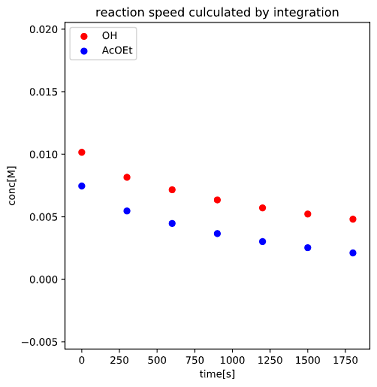 reaction speed culculated by integration
OH
AcOEt
conc[M]
0.020
0.015
0.010
0.005
0.000
−0.005
0 250 500 750 1000 1250 1500 1750
time[s]